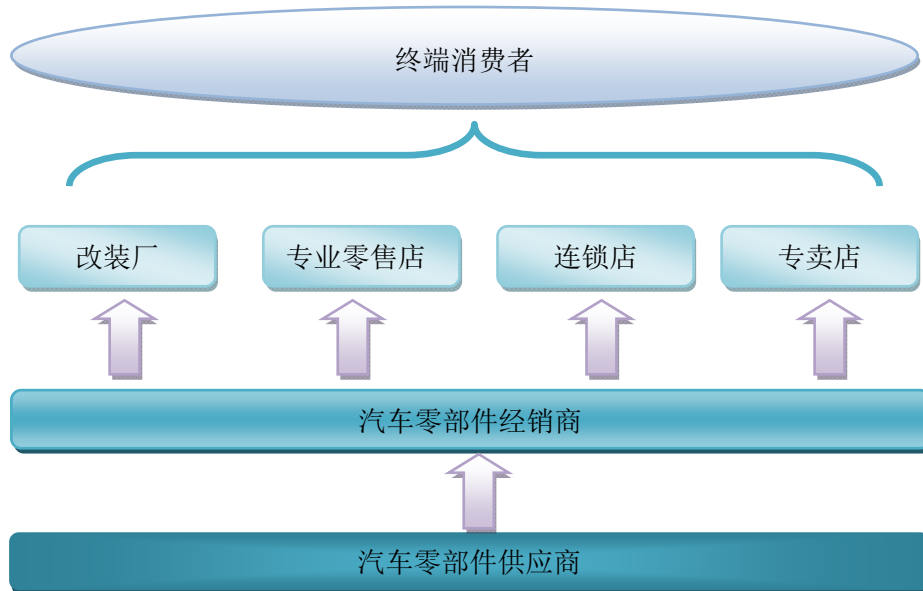 终端消费者
改装厂
专业零售店
连锁店
专卖店
汽车零部件经销商
汽车零部件供应商